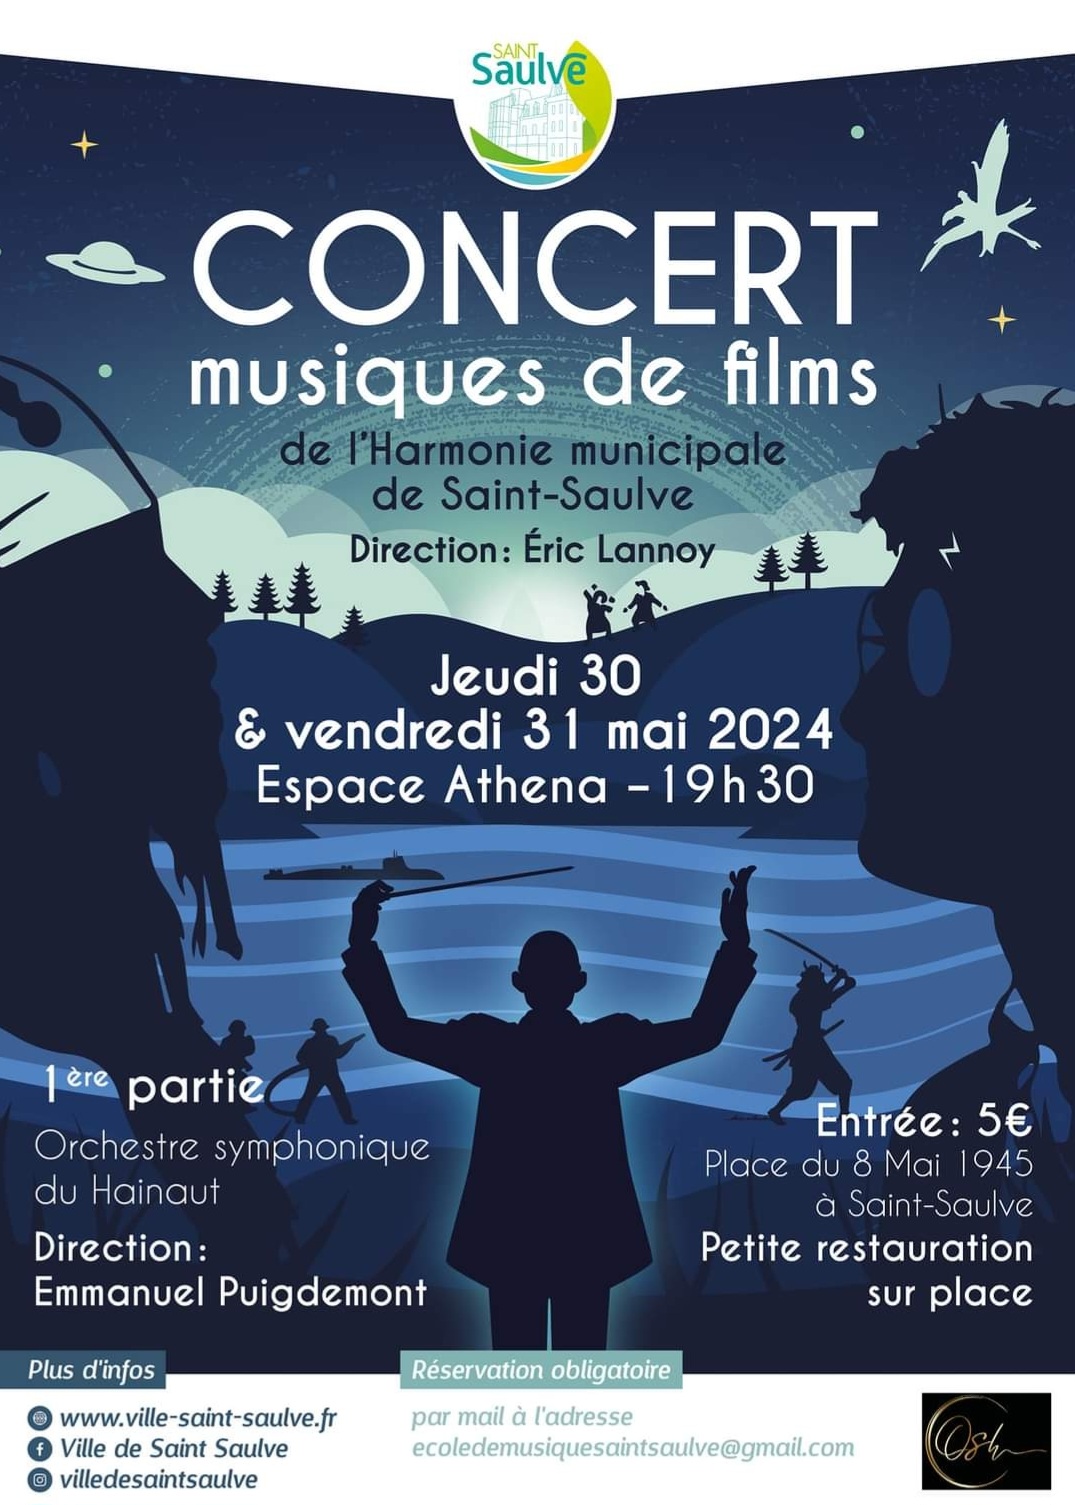 SAINT
Saulve
CONCERT
musiques de films
de l'Harmonie municipale
de Saint-Saulve
Direction : Éric Lannoy
Jeudi 30
& vendredi 31 mai 2024
Espace Athena – 19h30
1ère partie
Orchestre symphonique
du Hainaut
Direction :
Emmanuel Puigdemont
Entrée : 5€
Place du 8 Mai 1945
à Saint-Saulve
Petite restauration
sur place
Plus d'infos
www.ville-saint-saulve.fr
Ville de Saint Saulve
villedesaintsaulve
Réservation obligatoire
par mail à l'adresse
ecoledemusiquesaintsaulve@gmail.com
Osh